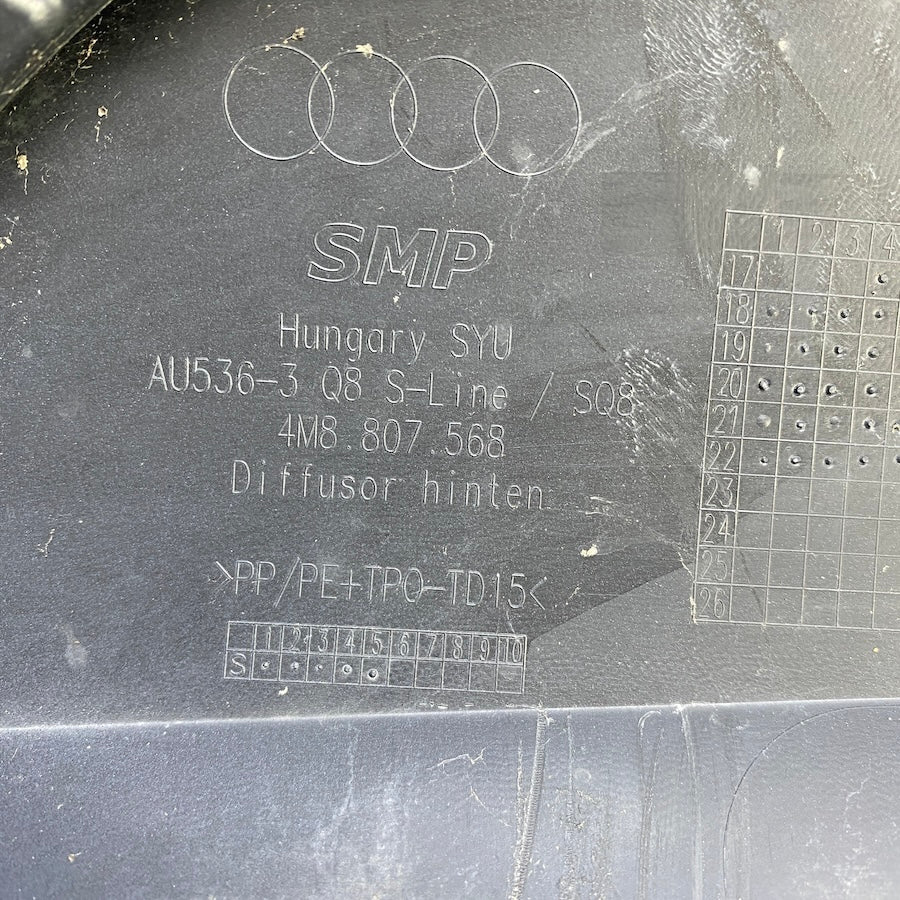 SMP
Hungary SYU
AU536-3 Q8 S-Line / SQ8
4M8.807.568
Diffusor hinten
>PP/PE+TPO-TD15<
1 2 3 4 5 6 7 8 9 10
S
1 2 3 4
17
18
19
20
21
22
23
24
25
26